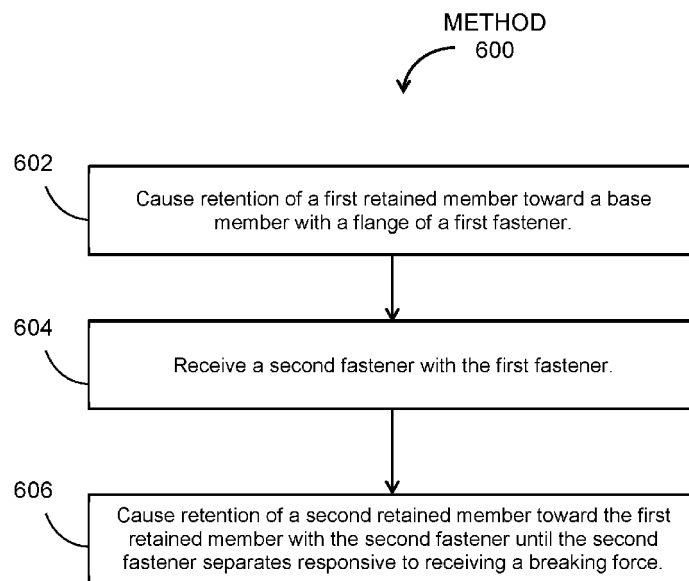 METHOD
600
602
Cause retention of a first retained member toward a base
member with a flange of a first fastener.
604
Receive a second fastener with the first fastener.
606
Cause retention of a second retained member toward the first
retained member with the second fastener until the second
fastener separates responsive to receiving a breaking force.